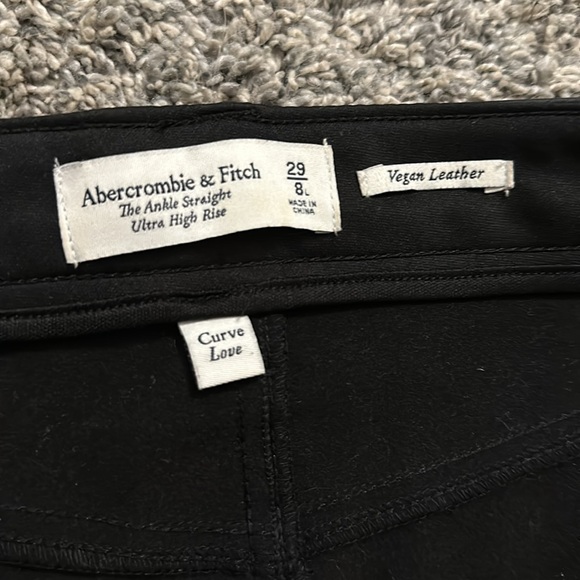 Abercrombie & Fitch
The Ankle Straight
Ultra High Rise
29
8L
MADE IN
CHINA
Vegan Leather
Curve
Love